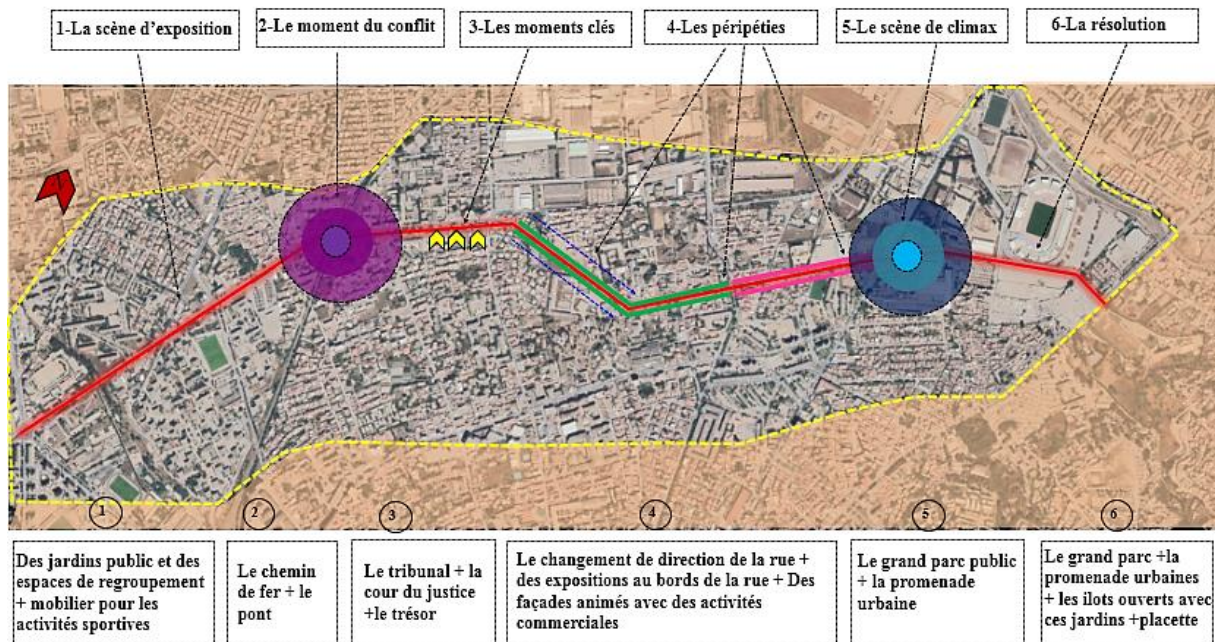 1-La scène d'exposition
2-Le moment du conflit
3-Les moments clés
4-Les péripéties
5-Le scène de climax
6-La résolution
1
2
3
4
5
6
Des jardins public et des
espaces de regroupement
+ mobilier pour les
activités sportives
Le chemin
de fer + le
pont
Le tribunal + la
cour du justice
+le trésor
Le changement de direction de la rue +
des expositions au bords de la rue + Des
façades animés avec des activités
commerciales
Le grand parc public
+ la promenade
urbaine
Le grand parc +la
promenade urbaines
+ les ilots ouverts avec
ces jardins +placette